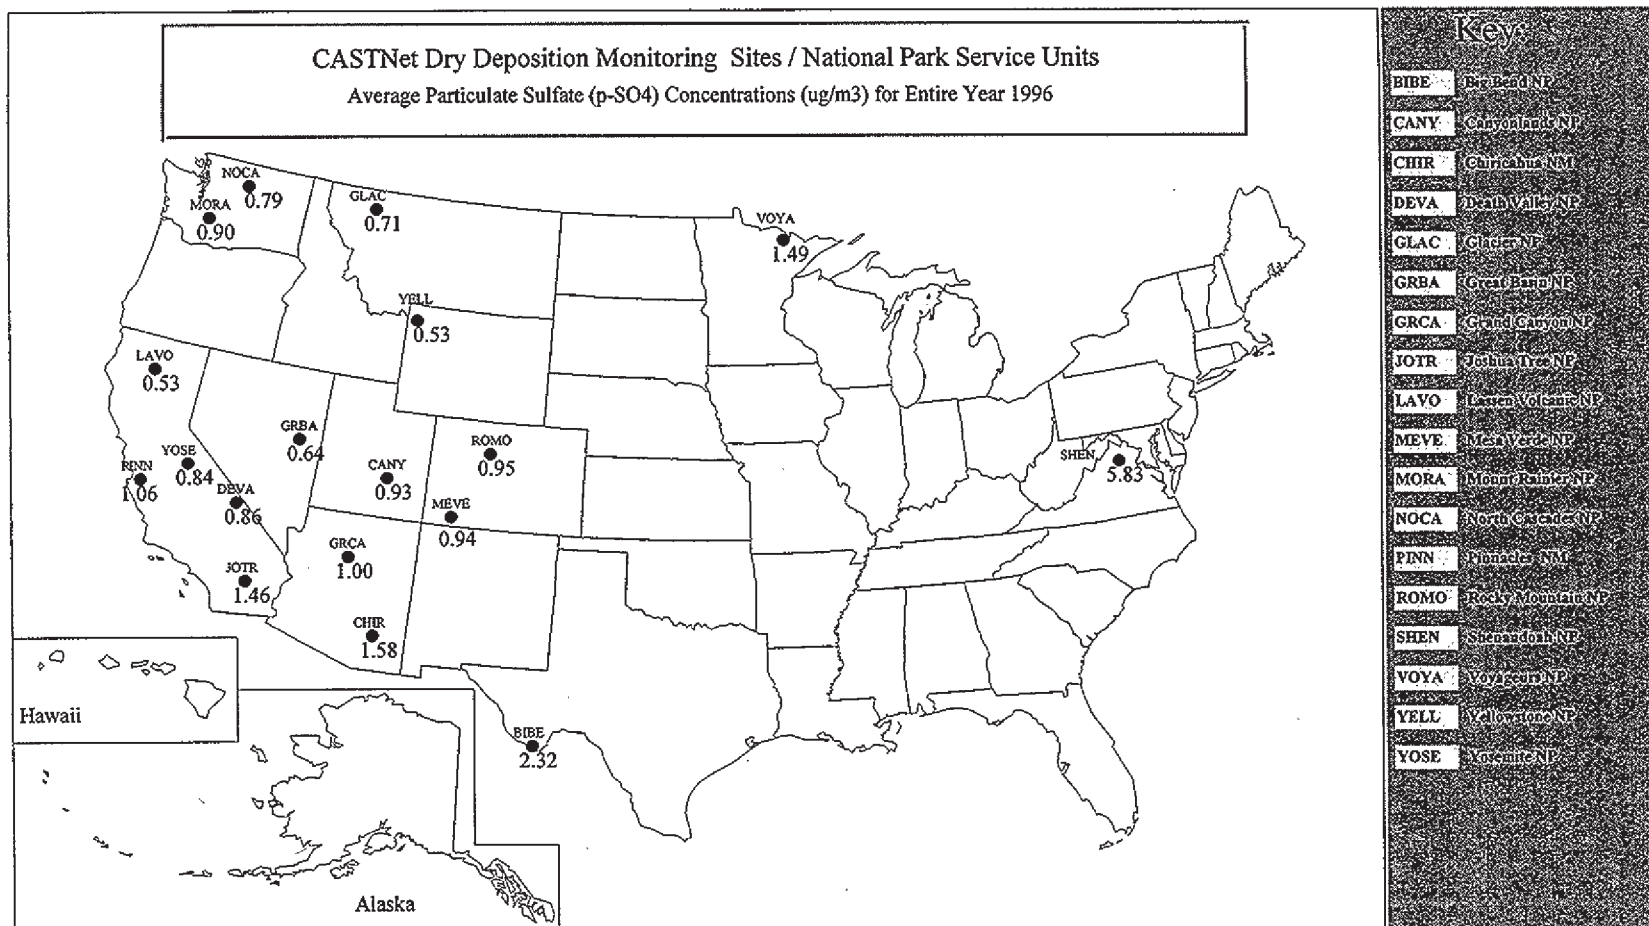 CASTNet Dry Deposition Monitoring Sites / National Park Service Units
Average Particulate Sulfate (p-SO4) Concentrations (ug/m3) for Entire Year 1996
NOCA
0.79
MORA
0.90
GLAC
0.71
VOYA
1.49
YELL
0.53
LAVO
0.53
GRBA
0.64
YOSE
0.84
PINN
1.06
DEVA
0.86
CANY
0.93
ROMO
0.95
MEVE
0.94
SHEN
5.83
GRCA
1.00
JOTR
1.46
CHIR
1.58
BIBE
2.32
Hawaii
Alaska
Key:
BIBE Big Bend NP
CANY Canyonlands NP
CHIR Chiricahua NM
DEVA Death Valley NP
GLAC Glacier NP
GRBA Great Basin NP
GRCA Grand Canyon NP
JOTR Joshua Tree NP
LAVO Lassen Volcanic NP
MEVE Mesa Verde NP
MORA Mount Rainier NP
NOCA North Cascades NP
PINN Pinnacles NM
ROMO Rocky Mountain NP
SHEN Shenandoah NP
VOYA Voyageurs NP
YELL Yellowstone NP
YOSE Yosemite NP